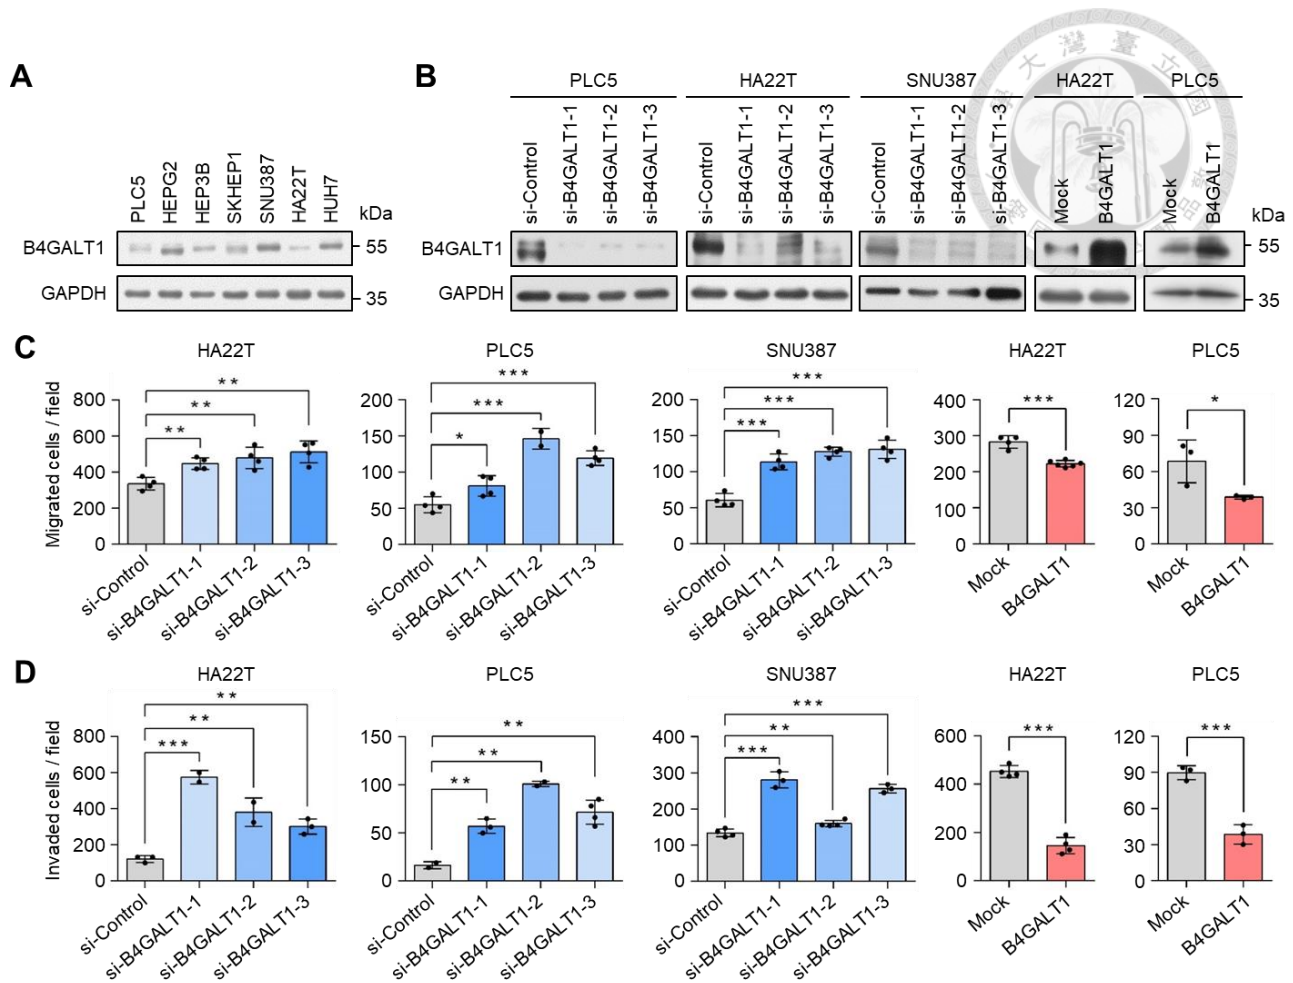 A
PLC5
HEPG2
HEP3B
SKHEP1
SNU387
HA22T
HUH7
kDa
B4GALT1
55
GAPDH
35
B
PLC5
HA22T
SNU387
HA22T
PLC5
si-Control
si-B4GALT1-1
si-B4GALT1-2
si-B4GALT1-3
si-Control
si-B4GALT1-1
si-B4GALT1-2
si-B4GALT1-3
si-Control
si-B4GALT1-1
si-B4GALT1-2
si-B4GALT1-3
Mock
B4GALT1
Mock
B4GALT1
kDa
B4GALT1
55
GAPDH
35
C
Migrated cells / field
HA22T
** 
**
**
800
600
400
200
0
si-Control
si-B4GALT1-1
si-B4GALT1-2
si-B4GALT1-3
PLC5
***
***
*
200
150
100
50
0
si-Control
si-B4GALT1-1
si-B4GALT1-2
si-B4GALT1-3
SNU387
***
***
***
200
150
100
50
0
si-Control
si-B4GALT1-1
si-B4GALT1-2
si-B4GALT1-3
HA22T
***
400
300
200
100
0
Mock
B4GALT1
PLC5
*
120
90
60
30
0
Mock
B4GALT1
D
Invaded cells / field
HA22T
**
**
***
800
600
400
200
0
si-Control
si-B4GALT1-1
si-B4GALT1-2
si-B4GALT1-3
PLC5
**
**
**
150
100
50
0
si-Control
si-B4GALT1-1
si-B4GALT1-2
si-B4GALT1-3
SNU387
***
**
***
400
300
200
100
0
si-Control
si-B4GALT1-1
si-B4GALT1-2
si-B4GALT1-3
HA22T
***
600
400
200
0
Mock
B4GALT1
PLC5
***
120
90
60
30
0
Mock
B4GALT1
大灣臺立國
學